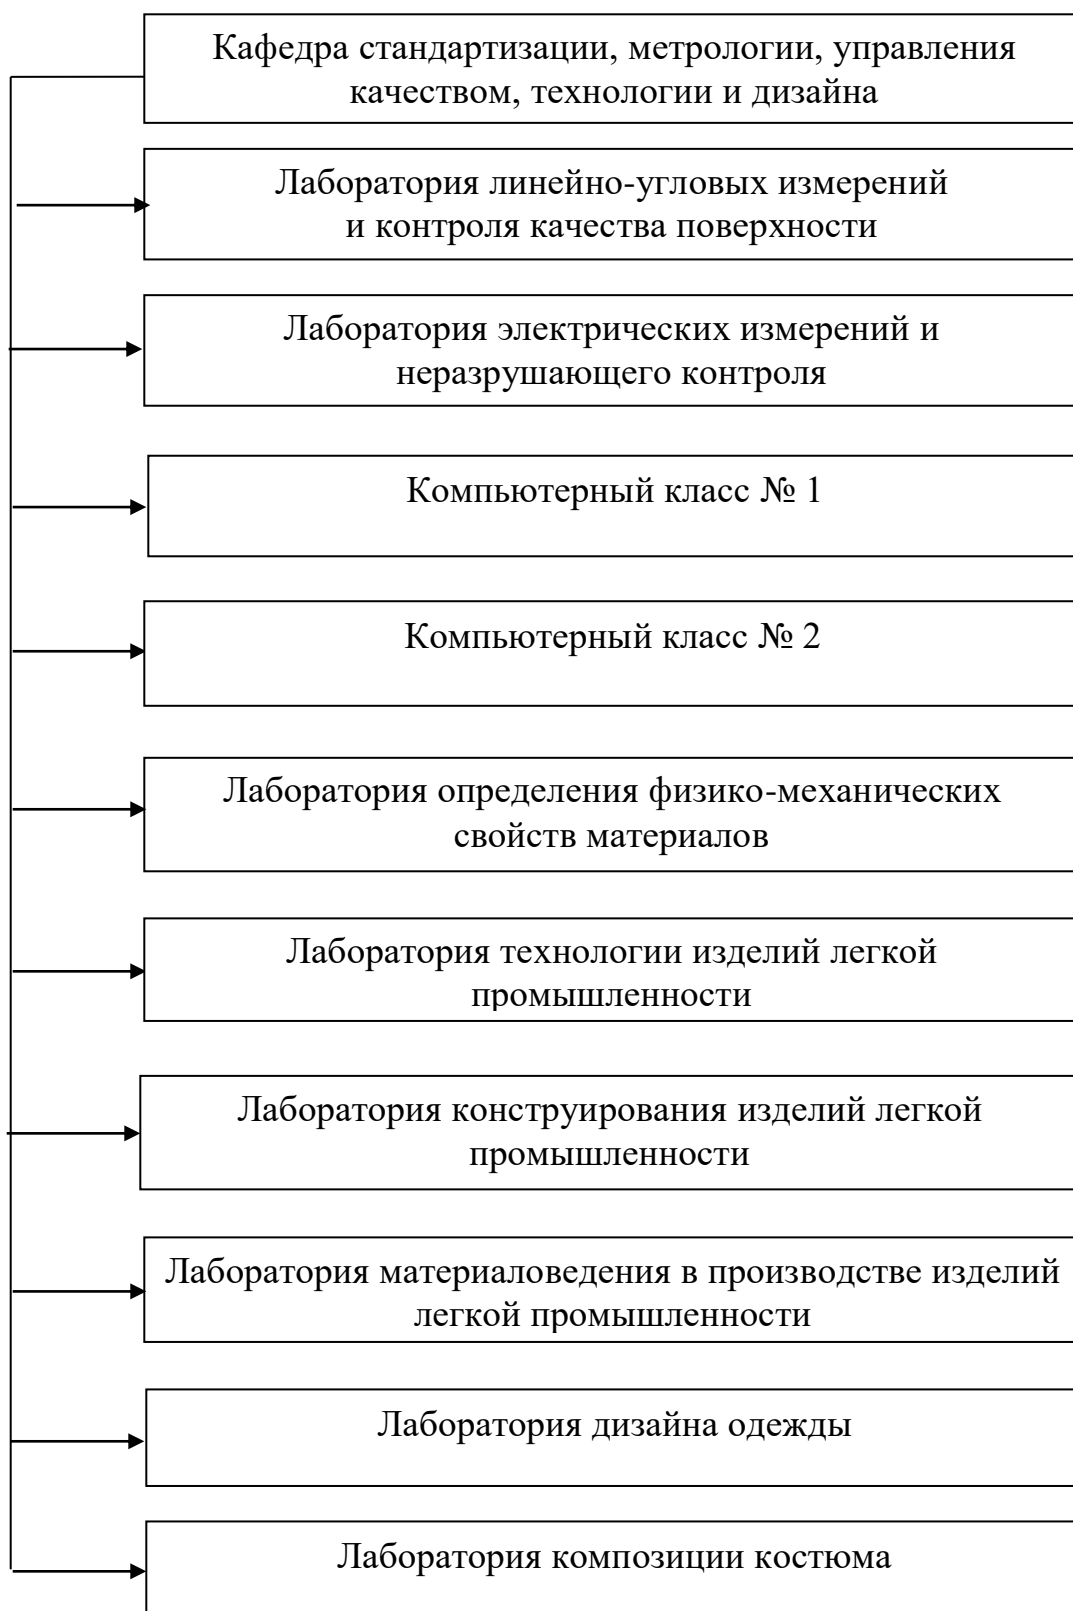 Кафедра стандартизации, метрологии, управления
качеством, технологии и дизайна
Лаборатория линейно-угловых измерений
и контроля качества поверхности
Лаборатория электрических измерений и
неразрушающего контроля
Компьютерный класс № 1
Компьютерный класс № 2
Лаборатория определения физико-механических
свойств материалов
Лаборатория технологии изделий легкой
промышленности
Лаборатория конструирования изделий легкой
промышленности
Лаборатория материаловедения в производстве изделий
легкой промышленности
Лаборатория дизайна одежды
Лаборатория композиции костюма